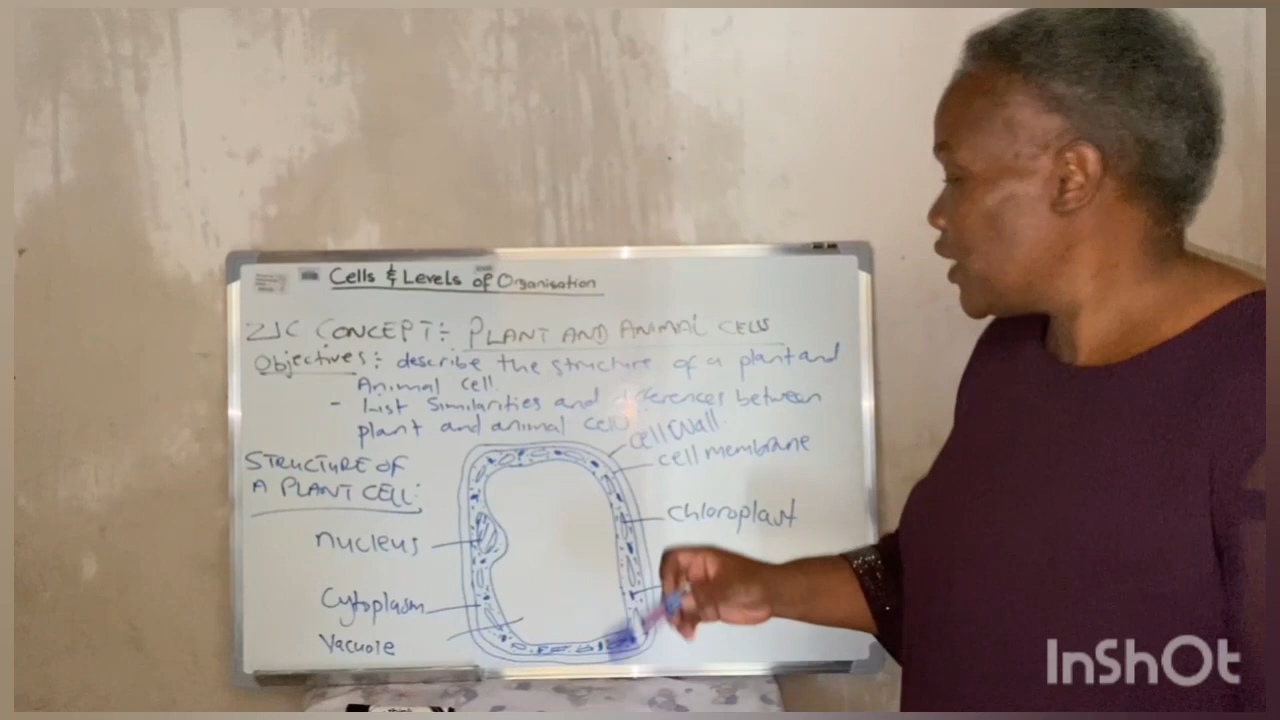 Cells & Levels of Organisation
ZJC CONCEPT:- PLANT AND ANIMAL CELLS
Objectives:- describe the structure of a plant and
Animal cell.
- List Similarities and differences between
plant and animal cells
cell wall
STRUCTURE OF
A PLANT CELL:
cell membrane
chloroplast
nucleus
Cytoplasm
Vacuole
InShOt